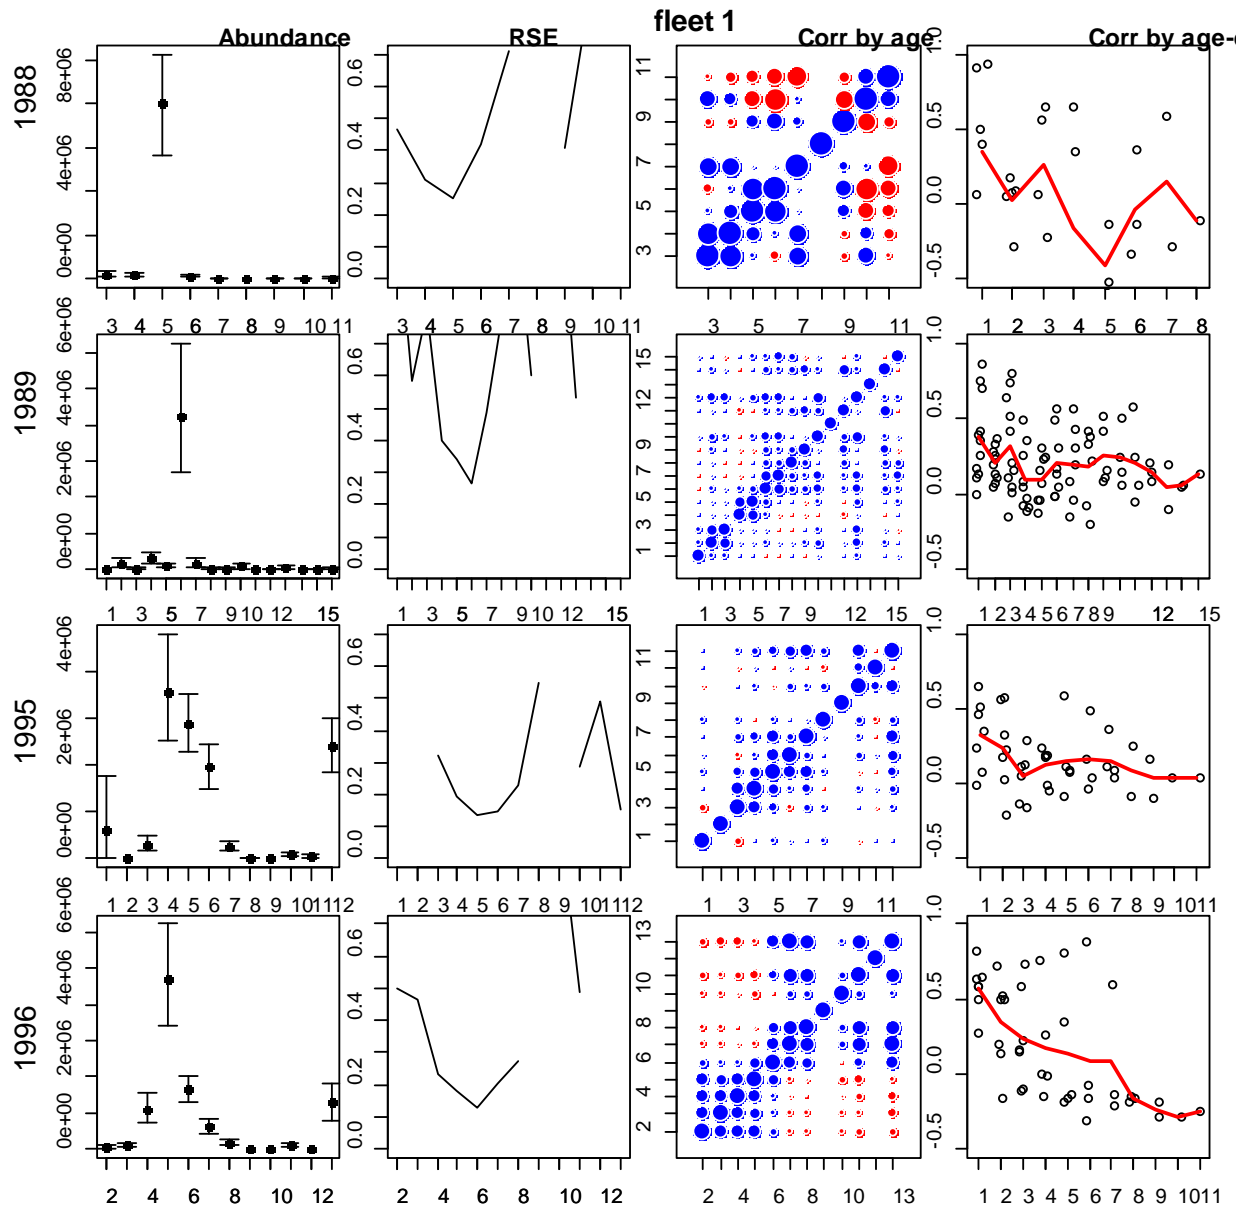 fleet 1
Abundance RSE Corr by age Corr by age-
1988
0e+00 4e+06 8e+06
3 4 5 6 7 8 9 10 11
0.0 0.2 0.4 0.6
3 4 5 6 7 8 9 10 11
3 5 7 9 11
3 5 7 9 11
-0.5 0.0 0.5 1.0
1 2 3 4 5 6 7 8
1989
0e+00 2e+06 4e+06 6e+06
1 3 5 7 9 10 12 15
0.0 0.2 0.4 0.6
1 3 5 7 9 10 12 15
1 3 5 7 9 12 15
1 3 5 7 9 12 15
-0.5 0.0 0.5 1.0
1 2 3 4 5 6 7 8 9 12 15
1995
0e+00 2e+06 4e+06
1 2 3 4 5 6 7 8 9 10 11 12
0.0 0.2 0.4 0.6
1 2 3 4 5 6 7 8 9 10 11 12
1 3 5 7 9 11
1 3 5 7 9 11
-0.5 0.0 0.5 1.0
1 2 3 4 5 6 7 8 9 10 11
1996
0e+00 2e+06 4e+06 6e+06
2 4 6 8 10 12
0.0 0.2 0.4 0.6
2 4 6 8 10 12
2 4 6 8 10 13
2 4 6 8 10 13
-0.5 0.0 0.5 1.0
1 2 3 4 5 6 7 8 9 10 11